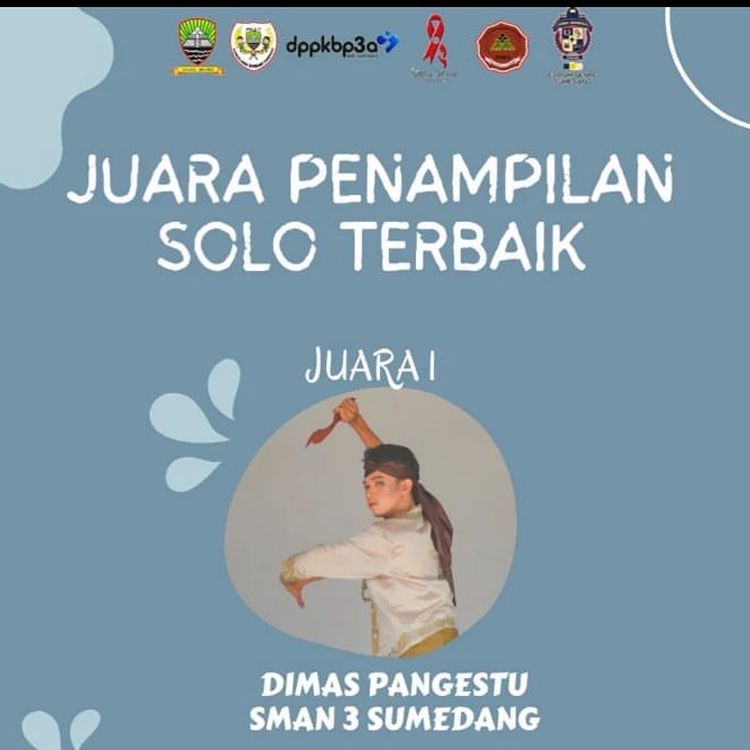 dppkbp3a
JUARA PENAMPILAN
SOLO TERBAIK
JUARA I
DIMAS PANGESTU
SMAN 3 SUMEDANG